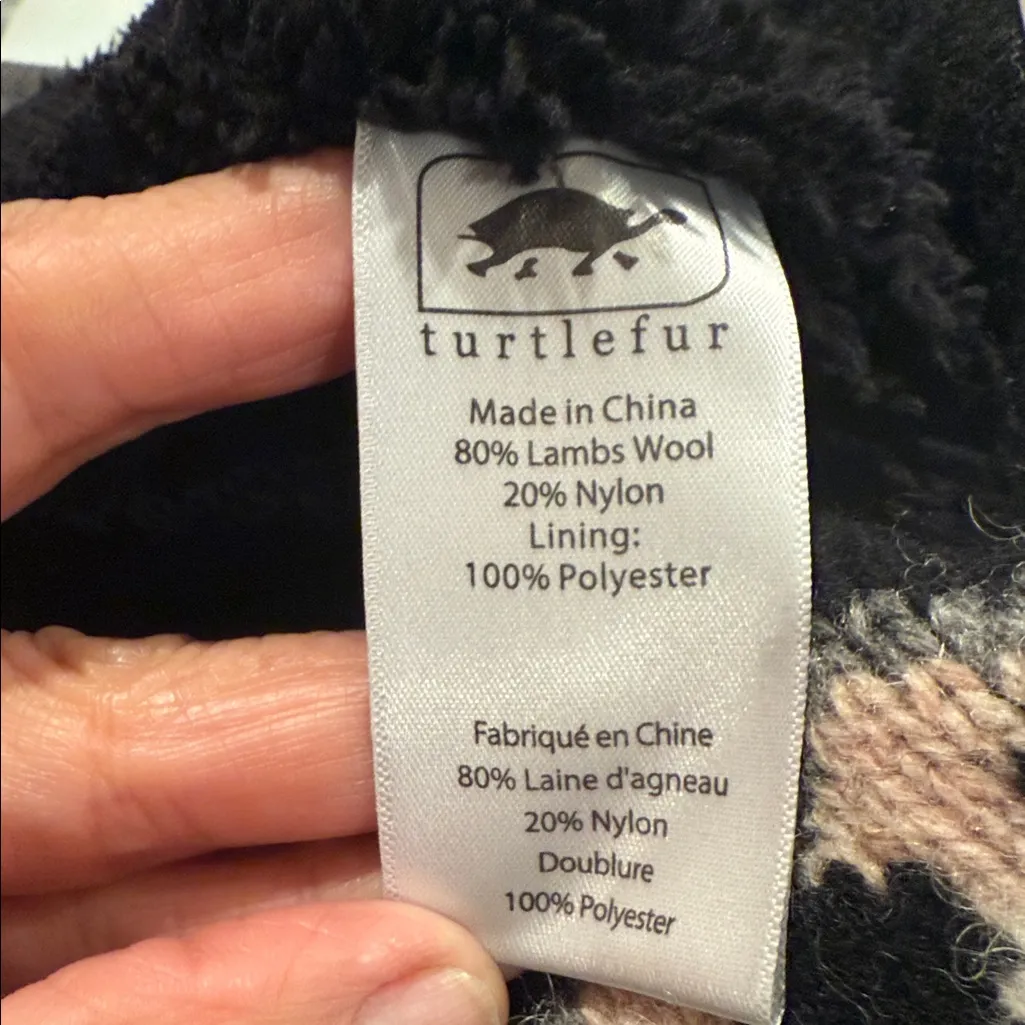 turtlefur
Made in China
80% Lambs Wool
20% Nylon
Lining:
100% Polyester
Fabriqué en Chine
80% Laine d'agneau
20% Nylon
Doublure
100% Polyester